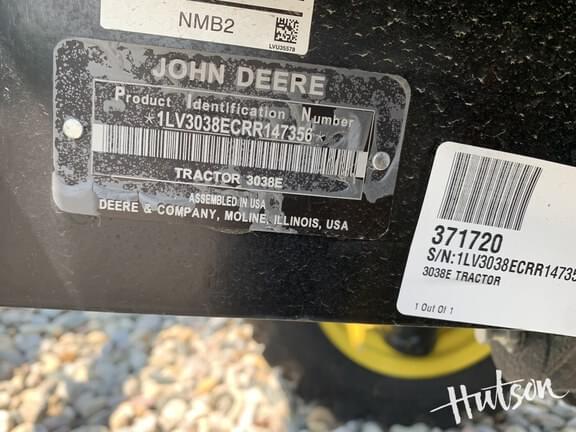 NMB2
LVU35578
JOHN DEERE
Product Identification Number
*1LV3038ECRR147356*
TRACTOR 3038E
ASSEMBLED IN USA
DEERE & COMPANY, MOLINE, ILLINOIS, USA
371720
S/N:1LV3038ECRR147356
3038E TRACTOR
1 Out Of 1
Hutson